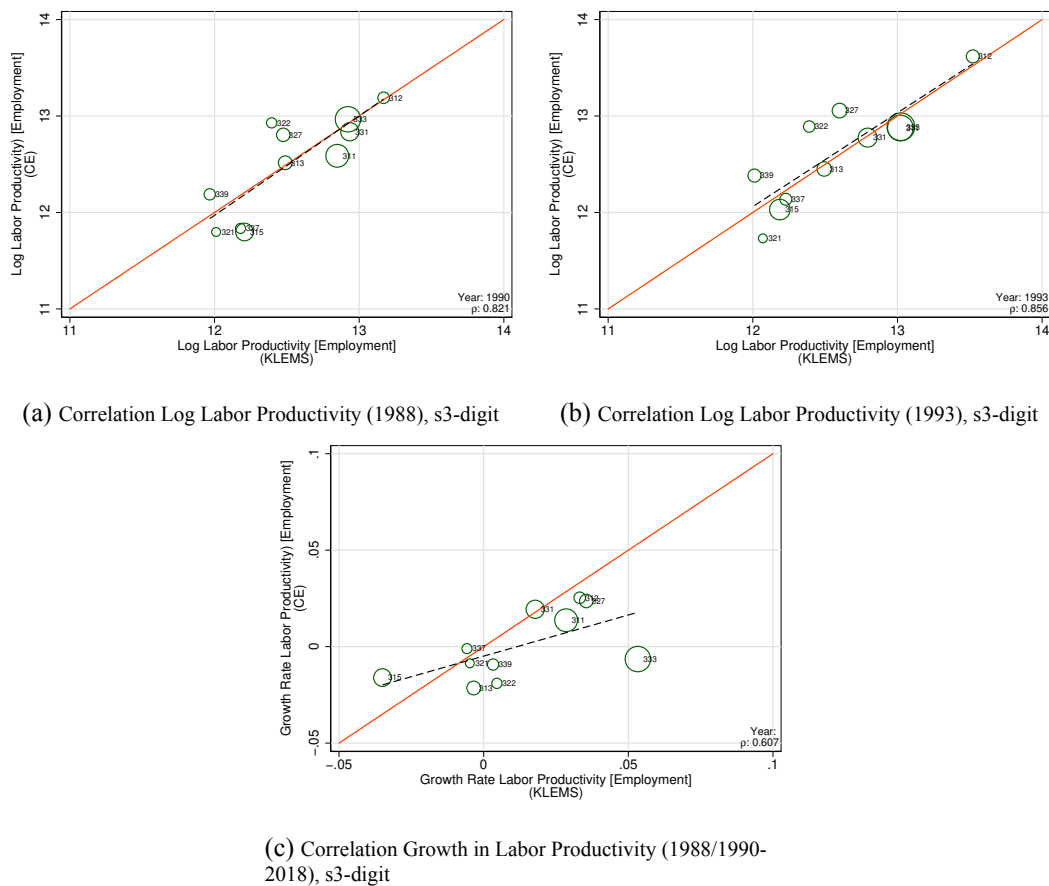 Log Labor Productivity [Employment]
(CE)
14
13
12
11
312
322
333
327
331
311
313
339
321
315
Year: 1990
ρ: 0.821
11
12
13
14
Log Labor Productivity [Employment]
(KLEMS)
(a) Correlation Log Labor Productivity (1988), s3-digit
Log Labor Productivity [Employment]
(CE)
14
13
12
11
312
327
322
331
313
339
337
315
321
Year: 1993
ρ: 0.856
11
12
13
14
Log Labor Productivity [Employment]
(KLEMS)
(b) Correlation Log Labor Productivity (1993), s3-digit
Growth Rate Labor Productivity) [Employment]
(CE)
.1
.05
0
-.05
312
327
331
311
337
321
339
333
315
313
322
Year:
ρ: 0.607
-.05
0
.05
.1
Growth Rate Labor Productivity [Employment]
(KLEMS)
(c) Correlation Growth in Labor Productivity (1988/1990-
2018), s3-digit